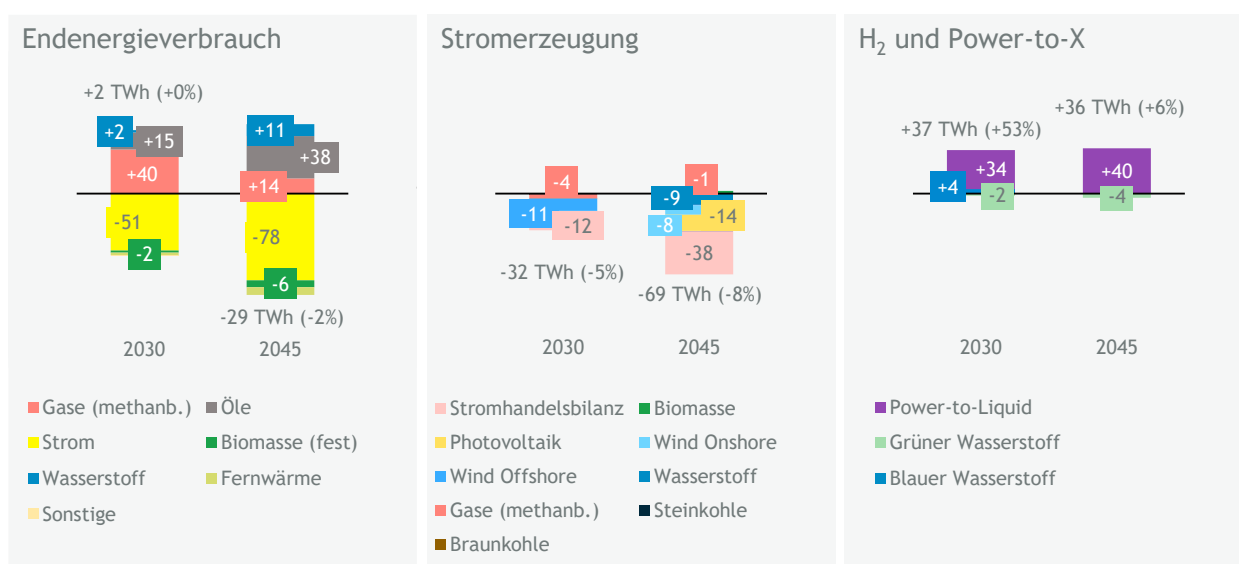 Endenergieverbrauch
+2 TWh (+0%)
+2
+15
+40
-51
-2
+11
+38
+14
-78
-6
-29 TWh (-2%)
2030
2045
Gase (methanb.)
Öle
Strom
Biomasse (fest)
Wasserstoff
Fernwärme
Sonstige
Stromerzeugung
-4
-11
-12
-32 TWh (-5%)
-1
-9
-14
-8
-38
-69 TWh (-8%)
2030
2045
Stromhandelsbilanz
Biomasse
Photovoltaik
Wind Onshore
Wind Offshore
Wasserstoff
Gase (methanb.)
Steinkohle
Braunkohle
H₂ und Power-to-X
+37 TWh (+53%)
+34
+4
-2
+36 TWh (+6%)
+40
-4
2030
2045
Power-to-Liquid
Grüner Wasserstoff
Blauer Wasserstoff